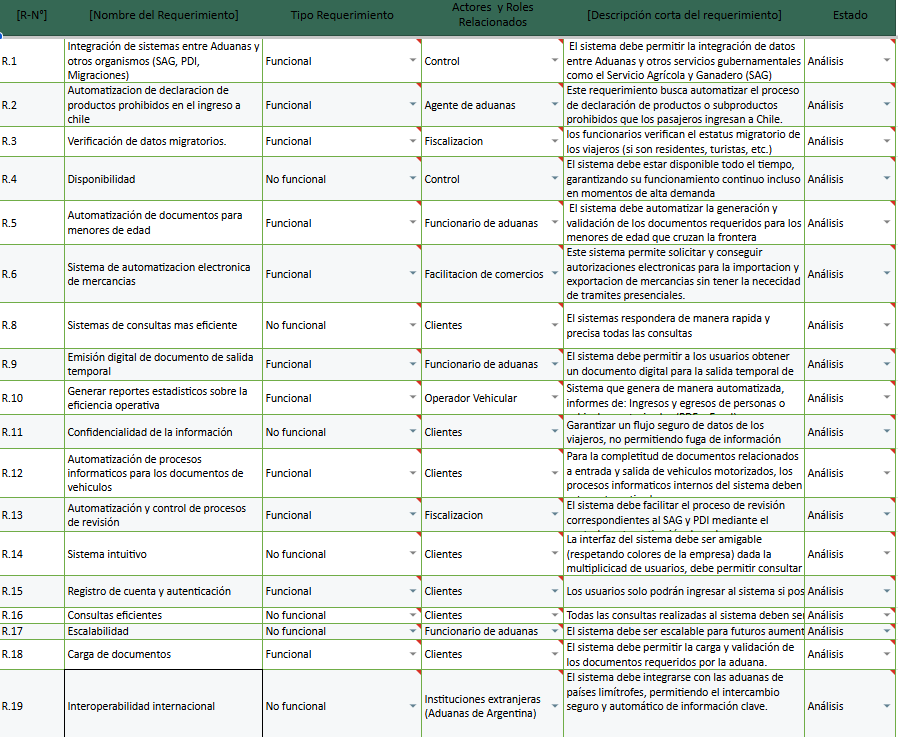 [R-N°] [Nombre del Requerimiento] Tipo Requerimiento Actores y Roles Relacionados [Descripción corta del requerimiento] Estado
R.1 Integración de sistemas entre Aduanas y otros organismos (SAG, PDI, Migraciones) Funcional Control El sistema debe permitir la integración de datos entre Aduanas y otros servicios gubernamentales como el Servicio Agrícola y Ganadero (SAG) Análisis
R.2 Automatizacion de declaracion de productos prohibidos en el ingreso a chile Funcional Agente de aduanas Este requerimiento busca automatizar el proceso de declaración de productos o subproductos prohibidos que los pasajeros ingresan a Chile. Análisis
R.3 Verificación de datos migratorios. Funcional Fiscalizacion los funcionarios verifican el estatus migratorio de los viajeros (si son residentes, turistas, etc.) Análisis
R.4 Disponibilidad No funcional Control El sistema debe estar disponible todo el tiempo, garantizando su funcionamiento continuo incluso en momentos de alta demanda Análisis
R.5 Automatización de documentos para menores de edad Funcional Funcionario de aduanas El sistema debe automatizar la generación y validación de los documentos requeridos para los menores de edad que cruzan la frontera Análisis
R.6 Sistema de automatizacion electronica de mercancias Funcional Facilitacion de comercios Este sistema permite solicitar y conseguir autorizaciones electronicas para la importacion y exportacion de mercancias sin tener la nececidad de tramites presenciales. Análisis
R.8 Sistemas de consultas mas eficiente No funcional Clientes El sistemas respondera de manera rapida y precisa todas las consultas Análisis
R.9 Emisión digital de documento de salida temporal Funcional Funcionario de aduanas El sistema debe permitir a los usuarios obtener un documento digital para la salida temporal de Análisis
R.10 Generar reportes estadisticos sobre la eficiencia operativa Funcional Operador Vehicular Sistema que genera de manera automatizada, informes de: Ingresos y egresos de personas o Análisis
R.11 Confidencialidad de la información No funcional Clientes Garantizar un flujo seguro de datos de los viajeros, no permitiendo fuga de información Análisis
R.12 Automatización de procesos informaticos para los documentos de vehiculos Funcional Clientes Para la completitud de documentos relacionados a entrada y salida de vehiculos motorizados, los procesos informaticos internos del sistema deben Análisis
R.13 Automatización y control de procesos de revisión Funcional Fiscalizacion El sistema debe facilitar el proceso de revisión correspondientes al SAG y PDI mediante el Análisis
R.14 Sistema intuitivo No funcional Clientes La interfaz del sistema debe ser amigable (respetando colores de la empresa) dada la multiplicicad de usuarios, debe permitir consultar Análisis
R.15 Registro de cuenta y autenticación Funcional Clientes Los usuarios solo podrán ingresar al sistema si pos Análisis
R.16 Consultas eficientes No funcional Clientes Todas las consultas realizadas al sistema deben ser Análisis
R.17 Escalabilidad No funcional Funcionario de aduanas El sistema debe ser escalable para futuros aument Análisis
R.18 Carga de documentos Funcional Clientes El sistema debe permitir la carga y validación de los documentos requeridos por la aduana. Análisis
R.19 Interoperabilidad internacional No funcional Instituciones extranjeras (Aduanas de Argentina) El sistema debe integrarse con las aduanas de países limítrofes, permitiendo el intercambio seguro y automático de información clave. Análisis